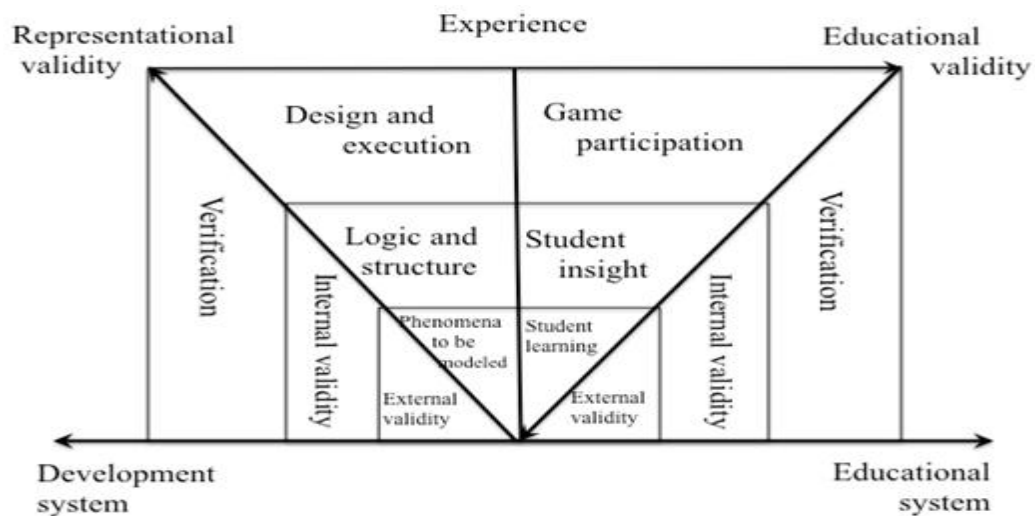 Experience
Representational
validity
Educational
validity
Design and
execution
Game
participation
Verification
Verification
Logic and
structure
Student
insight
Internal validity
Internal validity
Phenomena
to be
modeled
Student
learning
External
validity
External
validity
Development
system
Educational
system